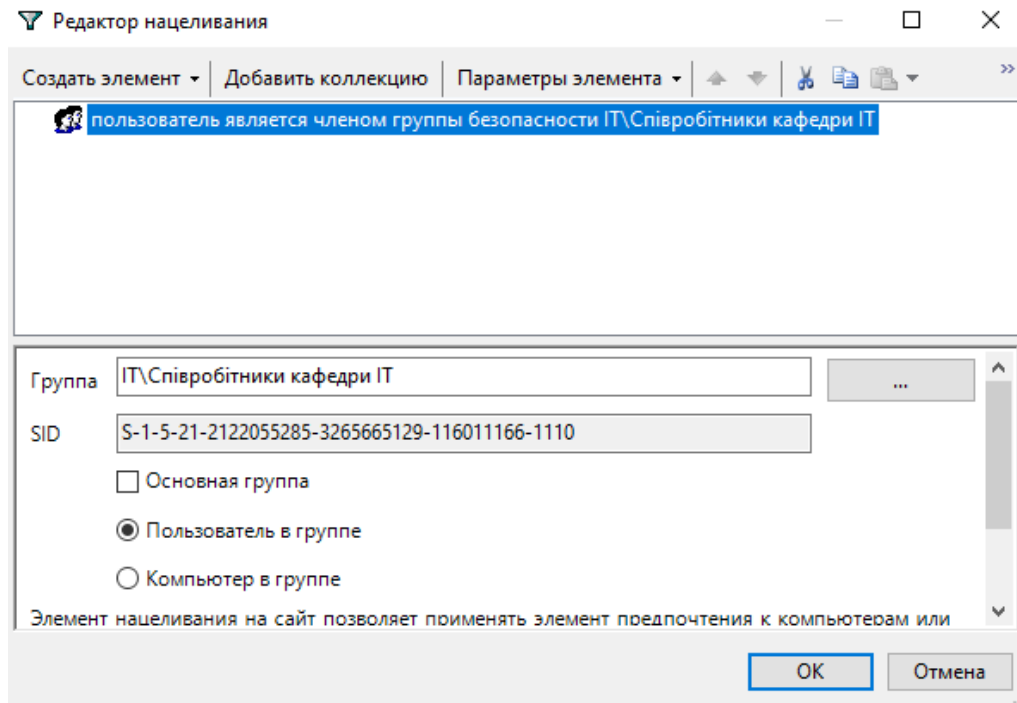 Редактор нацеливания
Создать элемент Добавить коллекцию Параметры элемента
пользователь является членом группы безопасности IT\Співробітники кафедри IT
Группа IT\Співробітники кафедри IT ...
SID S-1-5-21-2122055285-3265665129-116011166-1110
Основная группа
Пользователь в группе
Компьютер в группе
Элемент нацеливания на сайт позволяет применять элемент предпочтения к компьютерам или
OK Отмена